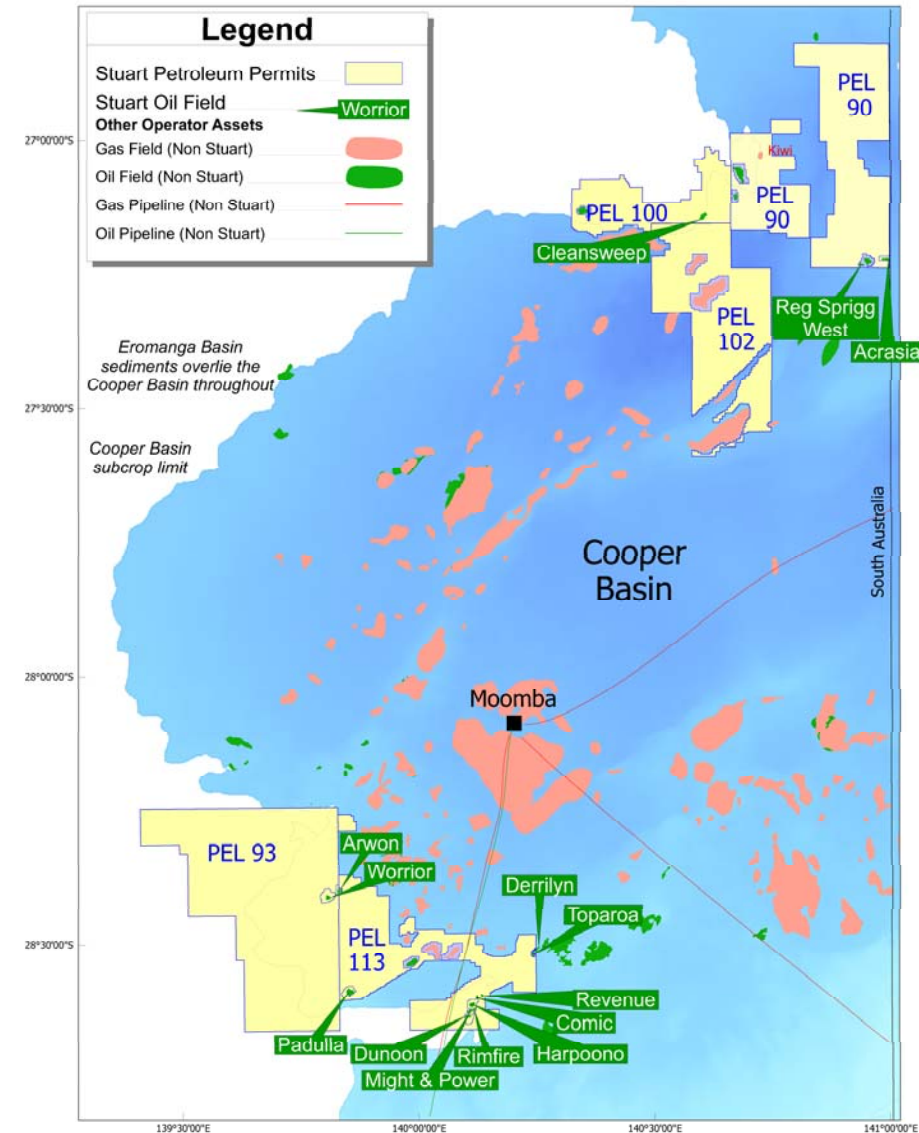 Legend
Stuart Petroleum Permits
Stuart Oil Field
Worrior
Other Operator Assets
Gas Field (Non Stuart)
Oil Field (Non Stuart)
Gas Pipeline (Non Stuart)
Oil Pipeline (Non Stuart)
PEL
90
27°00'00"S
Kiwi
PEL 100
PEL
90
Cleansweep
Reg Sprigg
West
PEL
102
Acrasia
Eromanga Basin
sediments overlie the
Cooper Basin throughout
27°30'00"S
Cooper Basin
subcrop limit
Cooper
Basin
South Australia
28°00'00"S
Moomba
PEL 93
Arwon
Worrior
Derrilyn
Toparoa
28°30'00"S
PEL
113
Revenue
Comic
Padulla
Dunoon
Rimfire
Harpoono
Might & Power
139°30'00"E
140°00'00"E
140°30'00"E
141°00'00"E